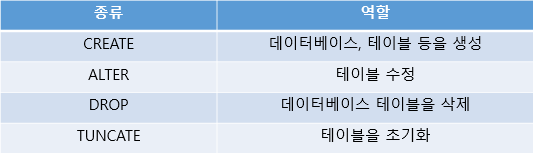 종류 역할
CREATE 데이터베이스, 테이블 등을 생성
ALTER 테이블 수정
DROP 데이터베이스 테이블을 삭제
TUNCATE 테이블을 초기화